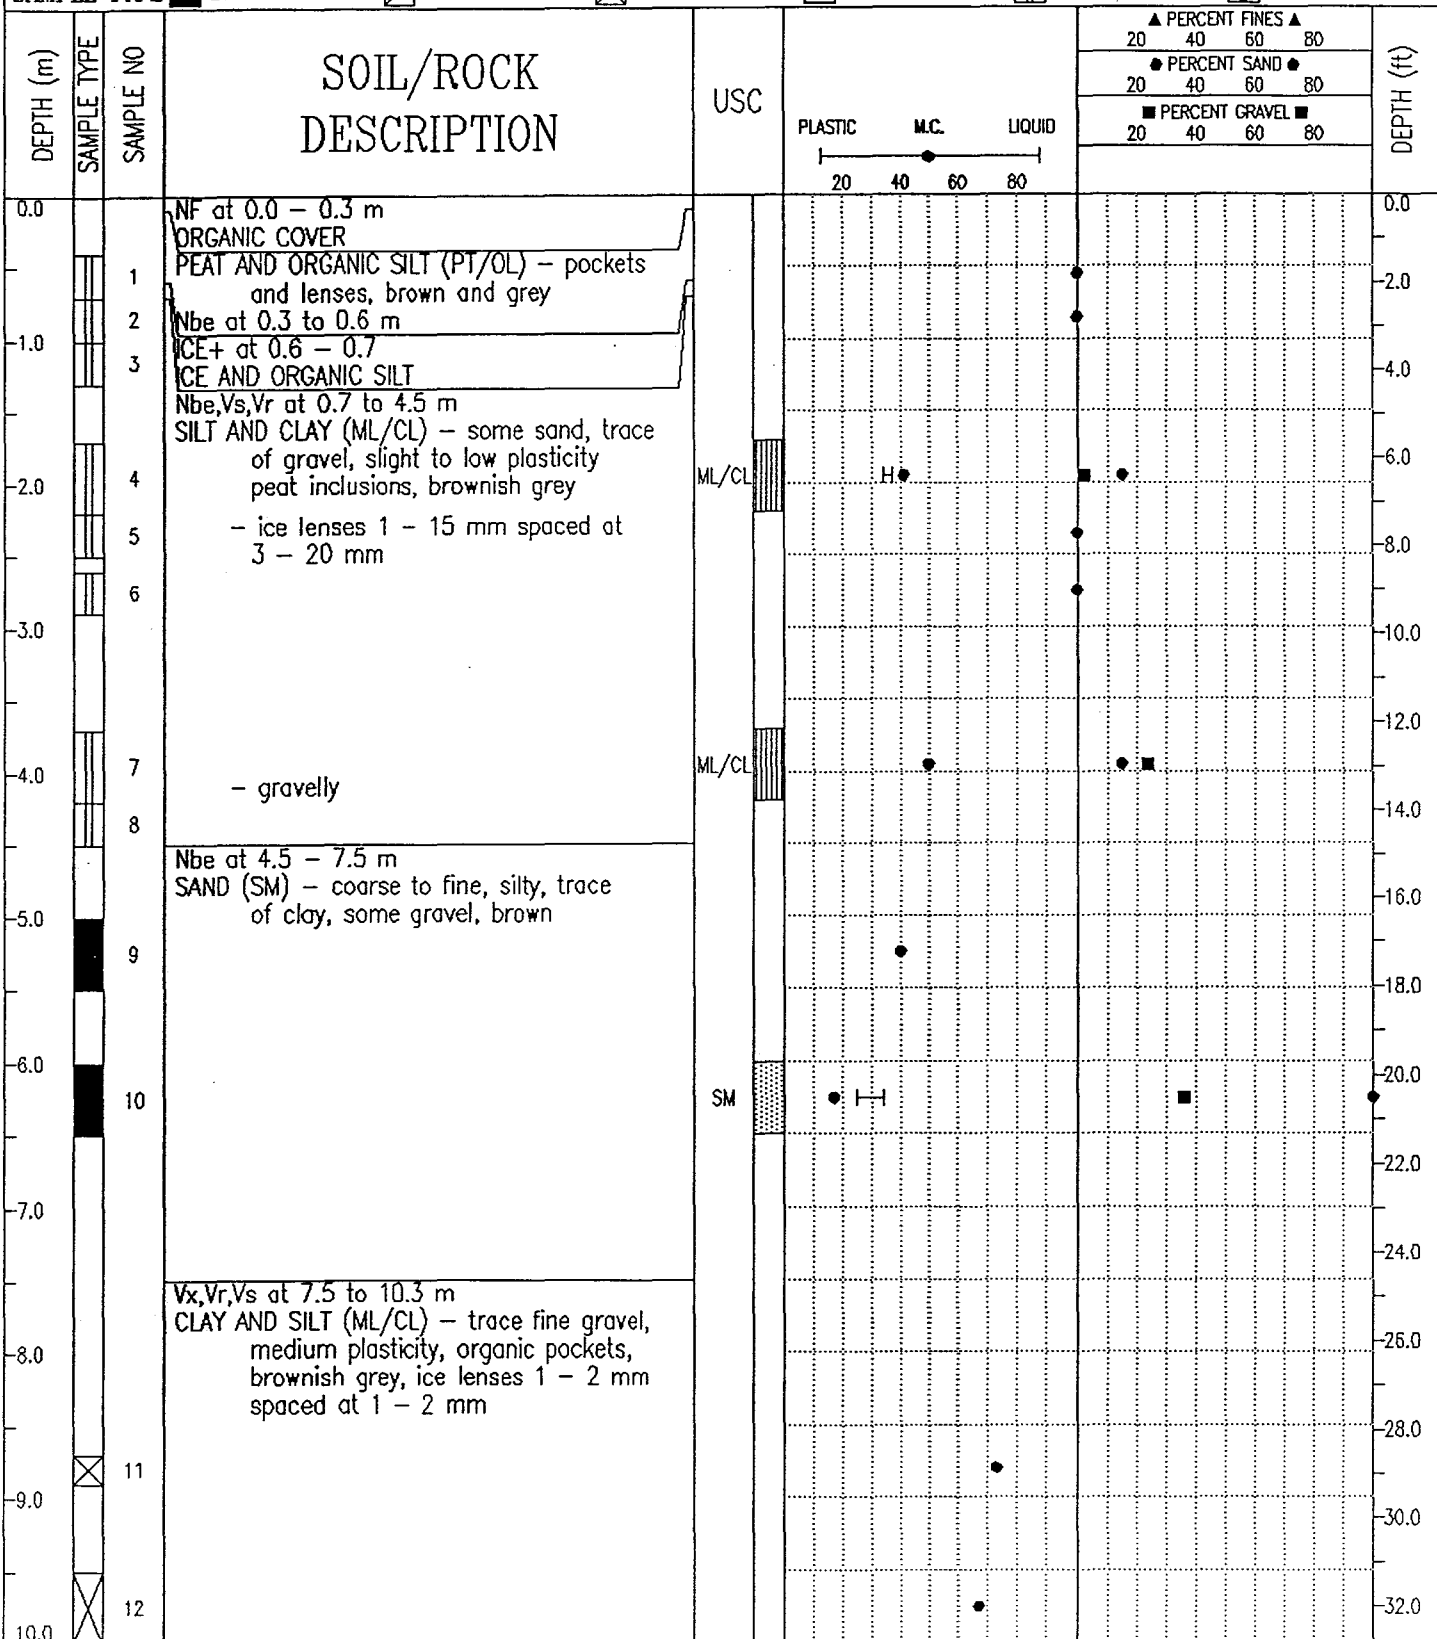 ▲ PERCENT FINES ▲
20 40 60 80
● PERCENT SAND ●
20 40 60 80
■ PERCENT GRAVEL ■
20 40 60 80
DEPTH (m)
SAMPLE TYPE
SAMPLE NO
SOIL/ROCK
DESCRIPTION
USC
PLASTIC M.C. LIQUID
20 40 60 80
DEPTH (ft)
0.0
-1.0
-2.0
-3.0
-4.0
-5.0
-6.0
-7.0
-8.0
-9.0
10.0
1
2
3
4
5
6
7
8
9
10
11
12
NF at 0.0 – 0.3 m
ORGANIC COVER
PEAT AND ORGANIC SILT (PT/OL) – pockets
and lenses, brown and grey
Nbe at 0.3 to 0.6 m
ICE+ at 0.6 – 0.7
ICE AND ORGANIC SILT
Nbe,Vs,Vr at 0.7 to 4.5 m
SILT AND CLAY (ML/CL) – some sand, trace
of gravel, slight to low plasticity
peat inclusions, brownish grey
– ice lenses 1 – 15 mm spaced at
3 – 20 mm
– gravelly
Nbe at 4.5 – 7.5 m
SAND (SM) – coarse to fine, silty, trace
of clay, some gravel, brown
Vx,Vr,Vs at 7.5 to 10.3 m
CLAY AND SILT (ML/CL) – trace fine gravel,
medium plasticity, organic pockets,
brownish grey, ice lenses 1 – 2 mm
spaced at 1 – 2 mm
ML/CL
ML/CL
SM
0.0
-2.0
-4.0
-6.0
-8.0
-10.0
-12.0
-14.0
-16.0
-18.0
-20.0
-22.0
-24.0
-26.0
-28.0
-30.0
-32.0